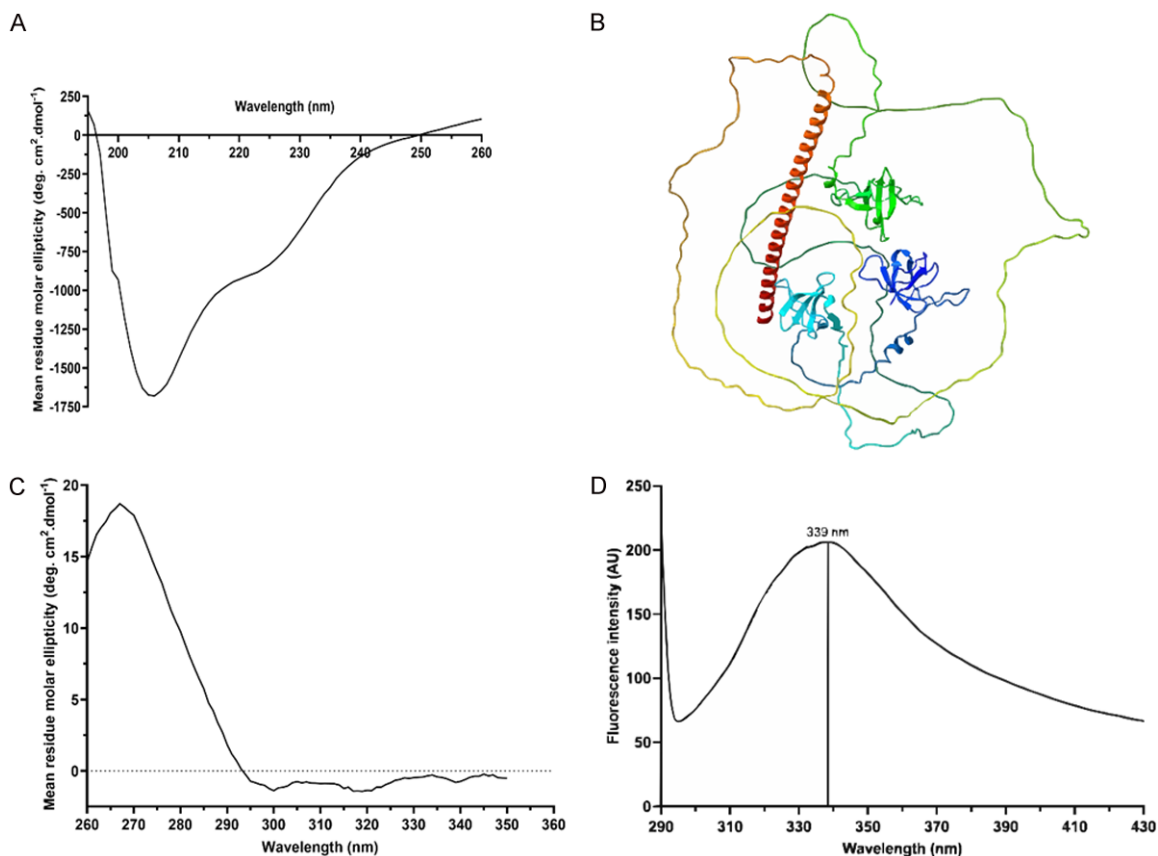 A
B
Wavelength (nm)
Mean residue molar ellipticity (deg. cm².dmol⁻¹)
250
0
-250
-500
-750
-1000
-1250
-1500
-1750
200 210 220 230 240 250 260
C
D
Mean residue molar ellipticity (deg. cm².dmol⁻¹)
20
15
10
5
0
260 270 280 290 300 310 320 330 340 350 360
Wavelength (nm)
339 nm
Fluorescence intensity (AU)
250
200
150
100
50
0
290 310 330 350 370 390 410 430
Wavelength (nm)